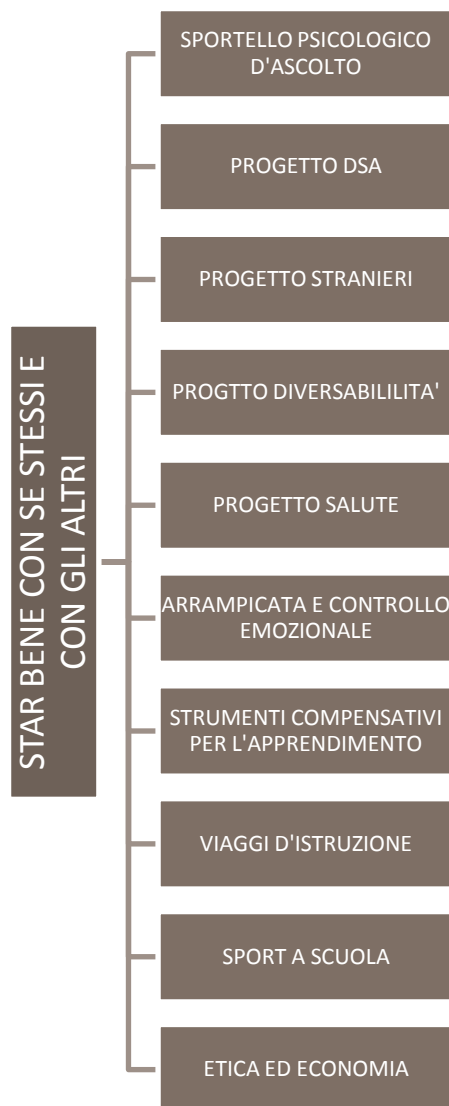 STAR BENE CON SE STESSI E
CON GLI ALTRI
SPORTELLO PSICOLOGICO
D'ASCOLTO
PROGETTO DSA
PROGETTO STRANIERI
PROGTTO DIVERSABILILITA'
PROGETTO SALUTE
ARRAMPICATA E CONTROLLO
EMOZIONALE
STRUMENTI COMPENSATIVI
PER L'APPRENDIMENTO
VIAGGI D'ISTRUZIONE
SPORT A SCUOLA
ETICA ED ECONOMIA